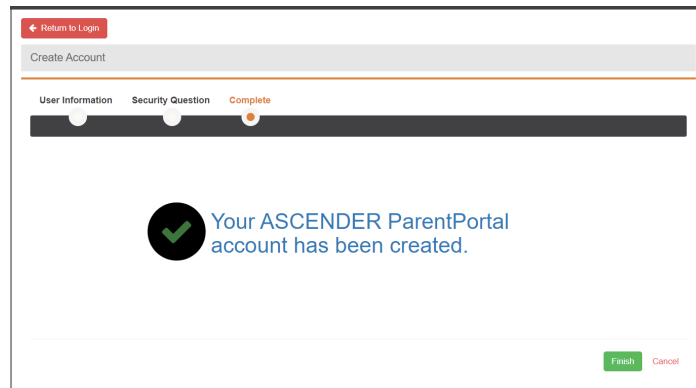 Return to Login
Create Account
User Information Security Question Complete
Your ASCENDER ParentPortal
account has been created.
Finish Cancel